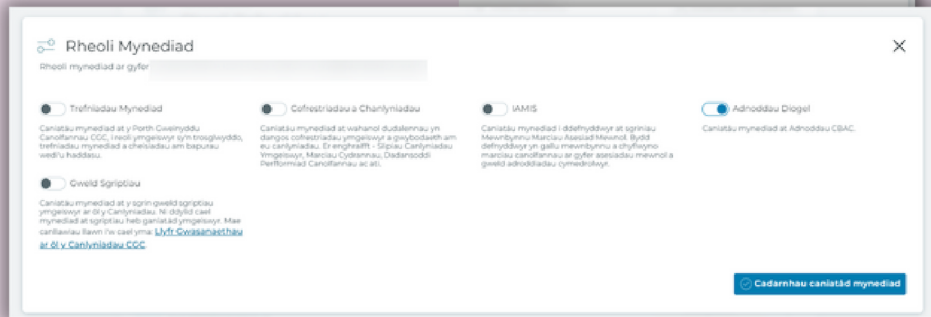 Rheoli Mynediad
Rheoli mynediad ar gyfer
Trefniadau Mynediad
Caniatáu mynediad at y Porth Gweinyddu
Canolfannau CGC, i reoli ymgeiswyr sy'n trosglwyddo,
trefniadau mynediad a cheisiadau am bapurau
wedi'u haddasu.
Cofrestriadau a Chanlyniadau
Caniatáu mynediad at wahanol dudalennau yn
dangos cofrestriadau ymgeiswyr a gwybodaeth am
eu canlyniadau. Er enghraifft - Slipiau Canlyniadau
Ymgeiswyr, Marciau Cydrannau, Dadansoddi
Perfformiad Canolfannau ac ati.
IAMIS
Caniatáu mynediad i ddefnyddwyr at sgriniau
Mewnbynnu Marciau Asesiad Mewnol. Bydd
defnyddwyr yn gallu mewnbynnu a chyflwyno
marciau canolfannau ar gyfer asesiadau mewnol a
gweld adroddiadau cymedrolwyr.
Adnoddau Diogel
Caniatáu mynediad at Adnoddau CBAC.
Gweld Sgriptiau
Caniatáu mynediad at y sgrin gweld sgriptiau
ymgeiswyr ar ôl y Canlyniadau. Ni ddylid cael
mynediad at sgriptiau heb ganiatâd ymgeiswyr. Mae
canllawiau llawn i'w cael yma: Llyfr Gwasanaethau
ar ôl y Canlyniadau CGC.
Cadarnhau caniatâd mynediad